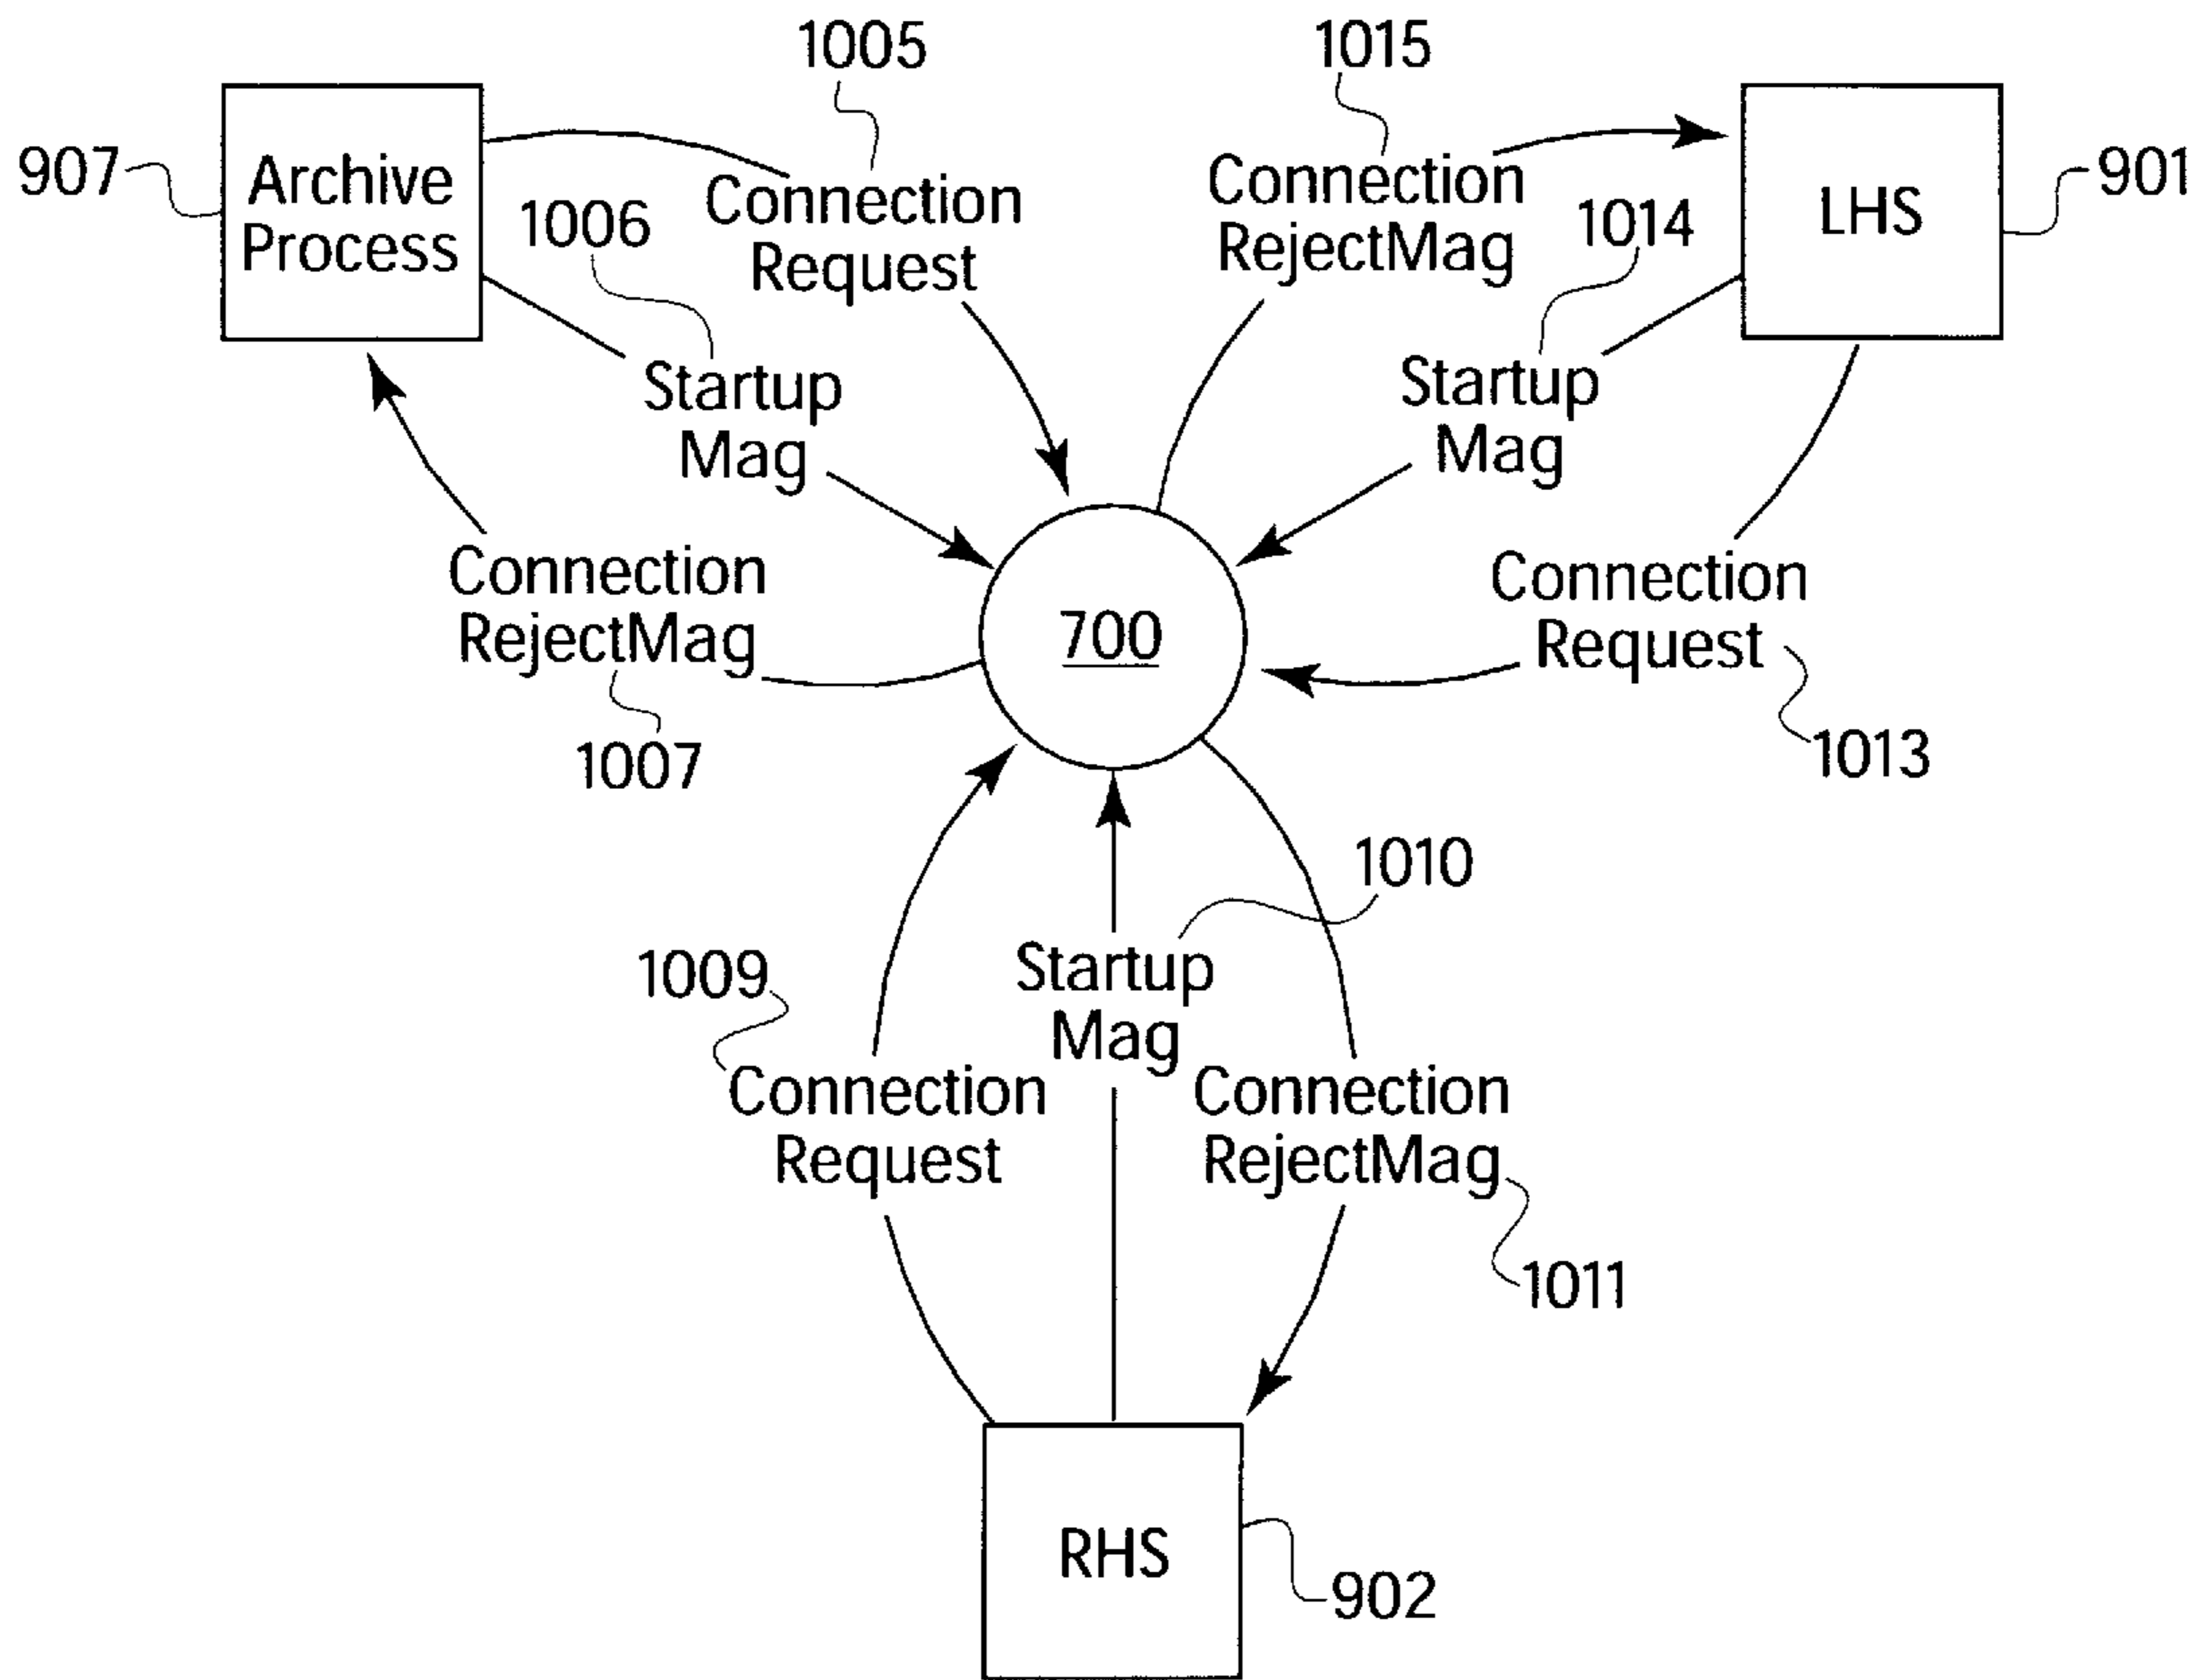 1005
1015
907
Archive
Process
Connection
Request
1006
Connection
RejectMag
1014
LHS
901
Startup
Mag
Startup
Mag
Connection
RejectMag
1007
700
Connection
Request
1013
1010
1009
Startup
Mag
Connection
Request
Connection
RejectMag
1011
RHS
902